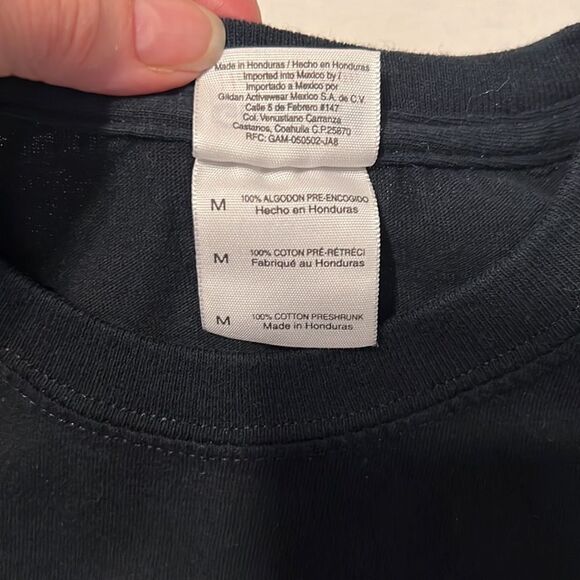 Made in Honduras / Hecho en Honduras
Imported into Mexico by /
Importado a Mexico por
Gildan Activewear Mexico S.A. de C.V.
Calle 5 de Febrero #147
Col. Venustiano Carranza
Castanos, Coahuila C.P.25870
RFC: GAM-050502-JA8
M 100% ALGODON PRE-ENCOGIDO
Hecho en Honduras
M 100% COTON PRÉ-RÉTRÉCI
Fabriqué au Honduras
M 100% COTTON PRESHRUNK
Made in Honduras